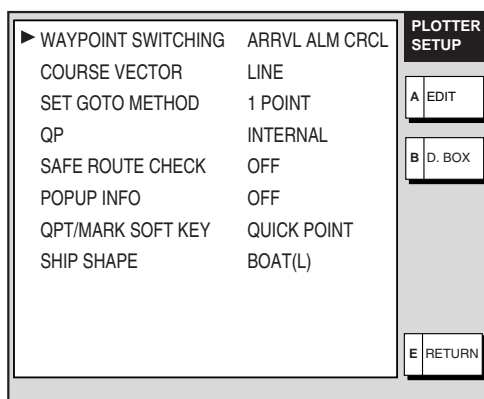 ▶ WAYPOINT SWITCHING ARRVL ALM CRCL
COURSE VECTOR LINE
SET GOTO METHOD 1 POINT
QP INTERNAL
SAFE ROUTE CHECK OFF
POPUP INFO OFF
QPT/MARK SOFT KEY QUICK POINT
SHIP SHAPE BOAT(L)
PLOTTER
SETUP
A EDIT
B D. BOX
E RETURN